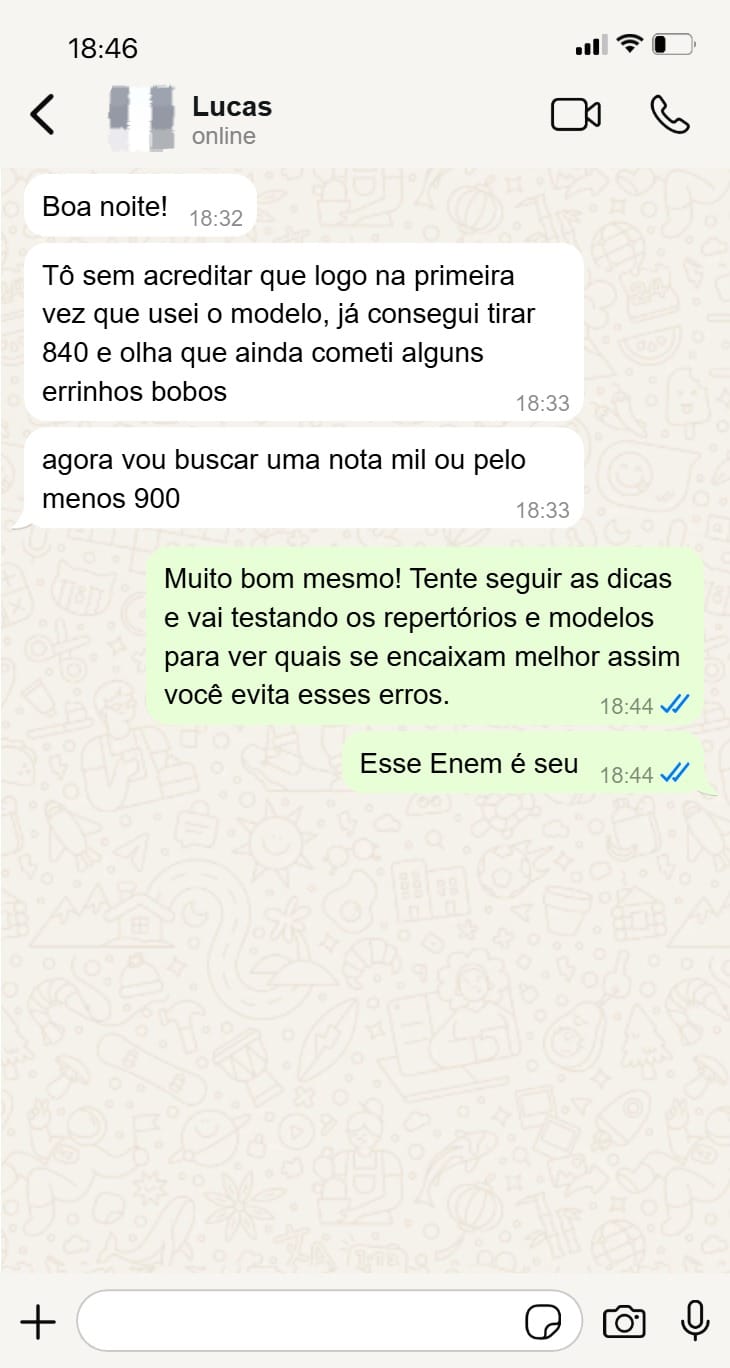 18:46
Lucas
online
Boa noite! 18:32
Tô sem acreditar que logo na primeira
vez que usei o modelo, já consegui tirar
840 e olha que ainda cometi alguns
errinhos bobos
18:33
agora vou buscar uma nota mil ou pelo
menos 900
18:33
Muito bom mesmo! Tente seguir as dicas
e vai testando os repertórios e modelos
para ver quais se encaixam melhor assim
você evita esses erros.
18:44
Esse Enem é seu 18:44